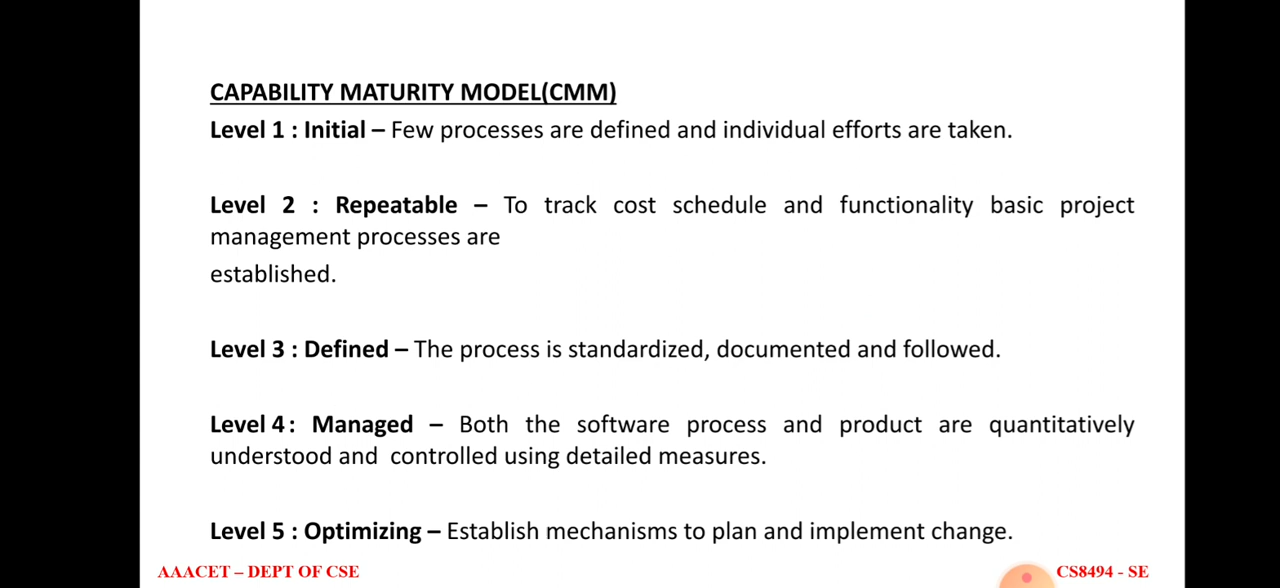 CAPABILITY MATURITY MODEL(CMM)
Level 1 : Initial – Few processes are defined and individual efforts are taken.
Level 2 : Repeatable – To track cost schedule and functionality basic project
management processes are
established.
Level 3 : Defined – The process is standardized, documented and followed.
Level 4 : Managed – Both the software process and product are quantitatively
understood and controlled using detailed measures.
Level 5 : Optimizing – Establish mechanisms to plan and implement change.
AAACET – DEPT OF CSE
CS8494 - SE